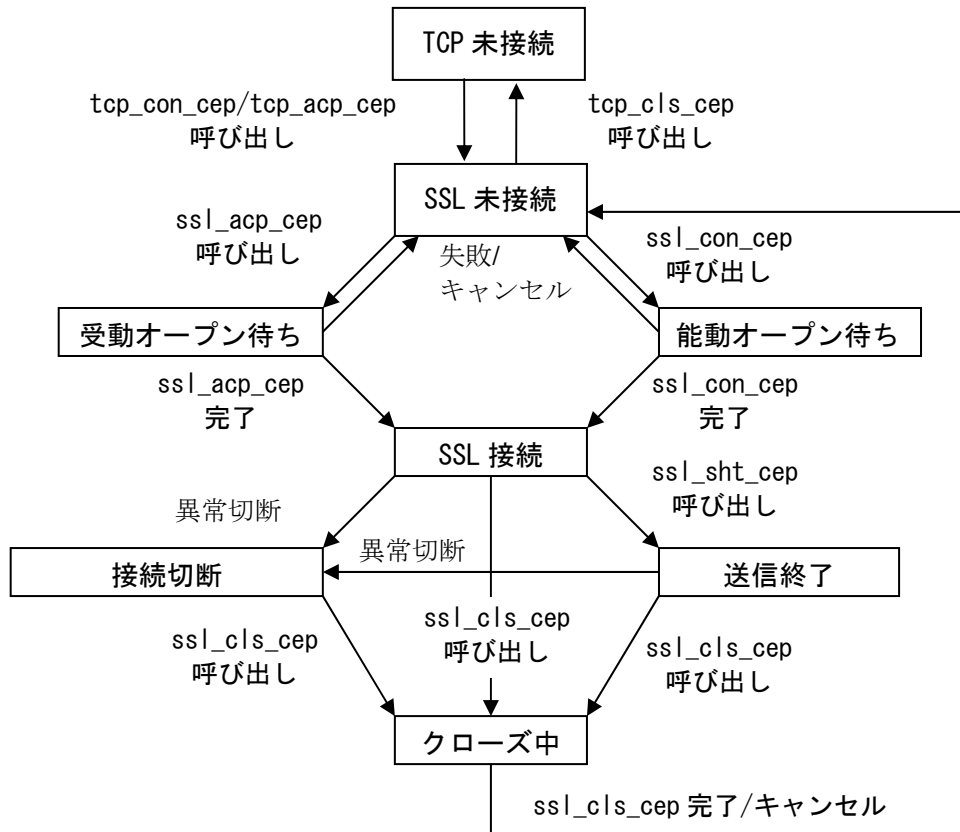 TCP 未接続
tcp_con_cep/tcp_acp_cep
呼び出し
tcp_cls_cep
呼び出し
SSL 未接続
ssl_acp_cep
呼び出し
失敗/
キャンセル
ssl_con_cep
呼び出し
受動オープン待ち
能動オープン待ち
ssl_acp_cep
完了
ssl_con_cep
完了
SSL 接続
ssl_sht_cep
呼び出し
異常切断
異常切断
接続切断
送信終了
ssl_cls_cep
呼び出し
ssl_cls_cep
呼び出し
ssl_cls_cep
呼び出し
クローズ中
ssl_cls_cep 完了/キャンセル